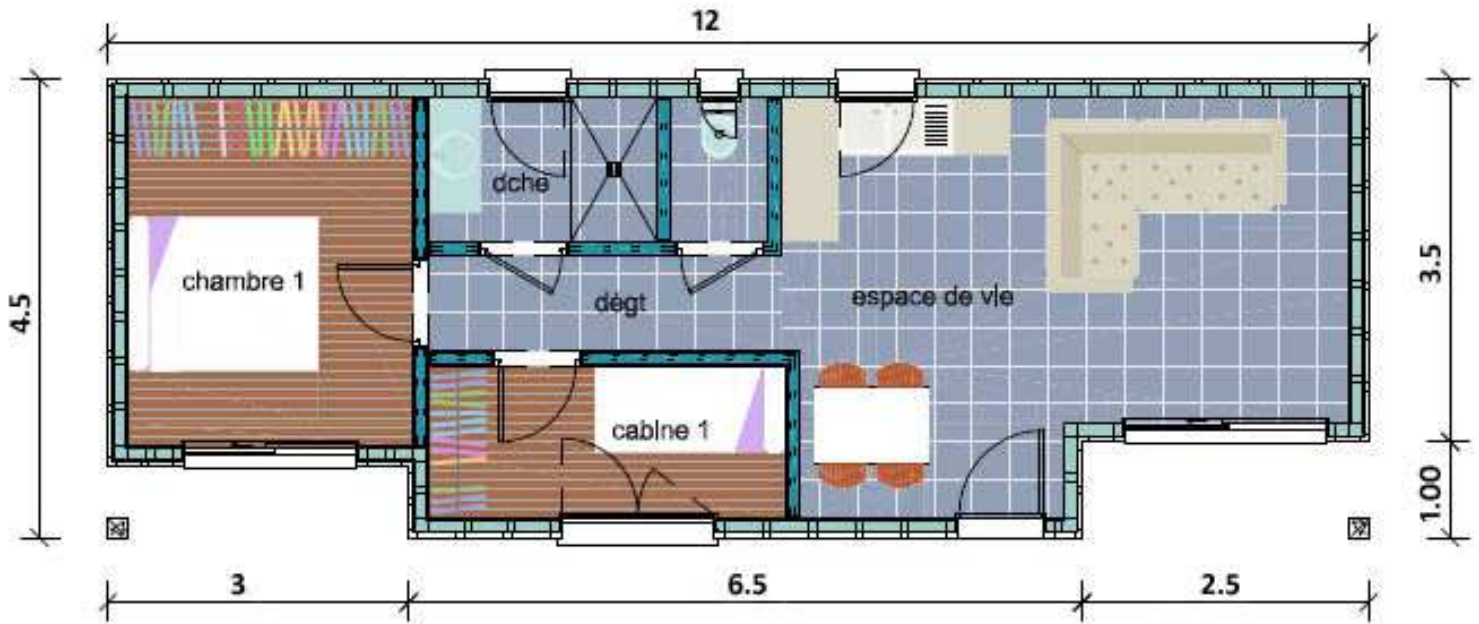 12
4.5
dche
chambre 1
dégt
espace de vie
3.5
cabine 1
1.00
3
6.5
2.5